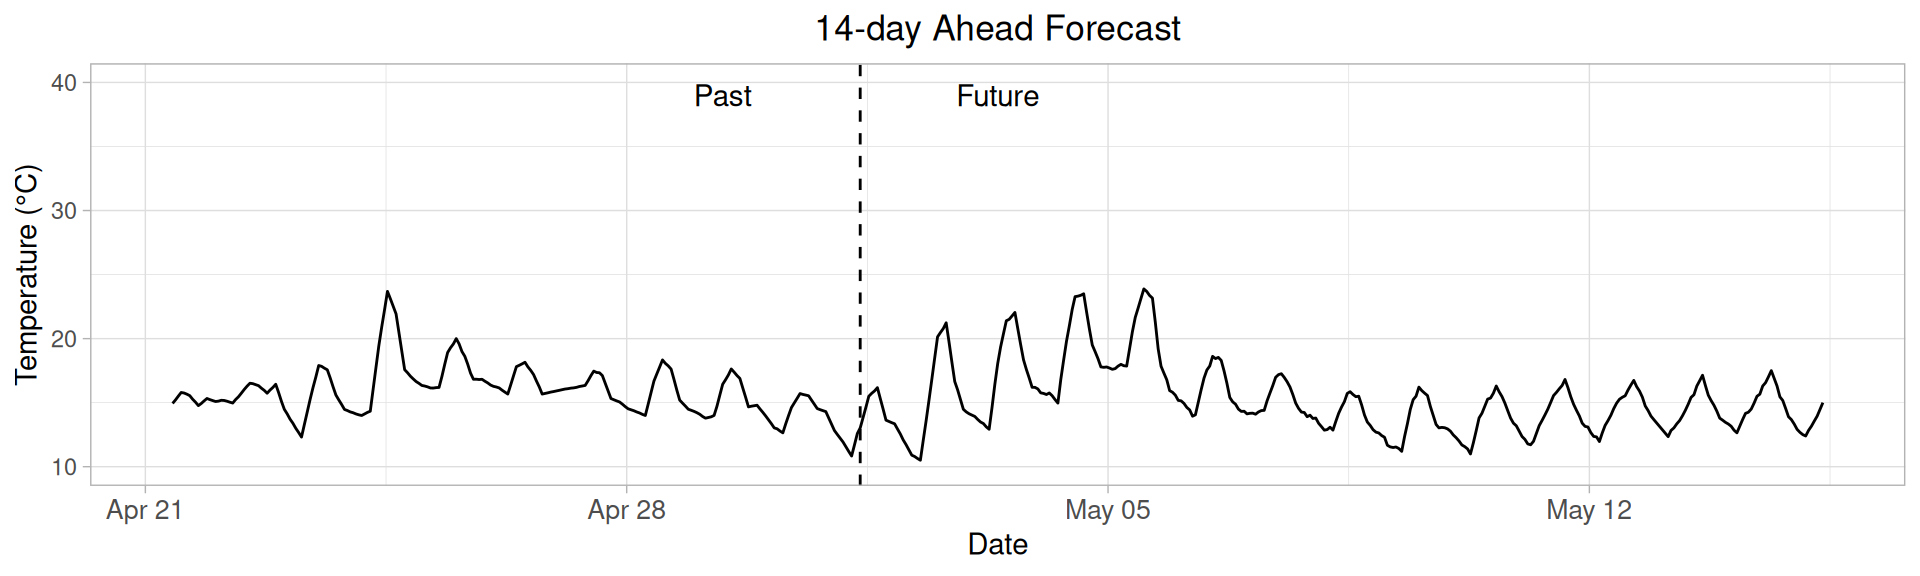 14-day Ahead Forecast
Past
Future
40
30
20
10
Temperature (°C)
Apr 21
Apr 28
May 05
May 12
Date